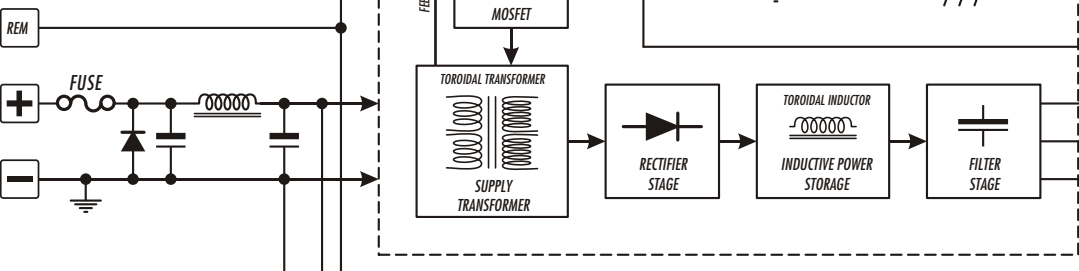 REM
MOSFET
FUSE
TOROIDAL TRANSFORMER
SUPPLY
TRANSFORMER
RECTIFIER
STAGE
TOROIDAL INDUCTOR
INDUCTIVE POWER
STORAGE
FILTER
STAGE